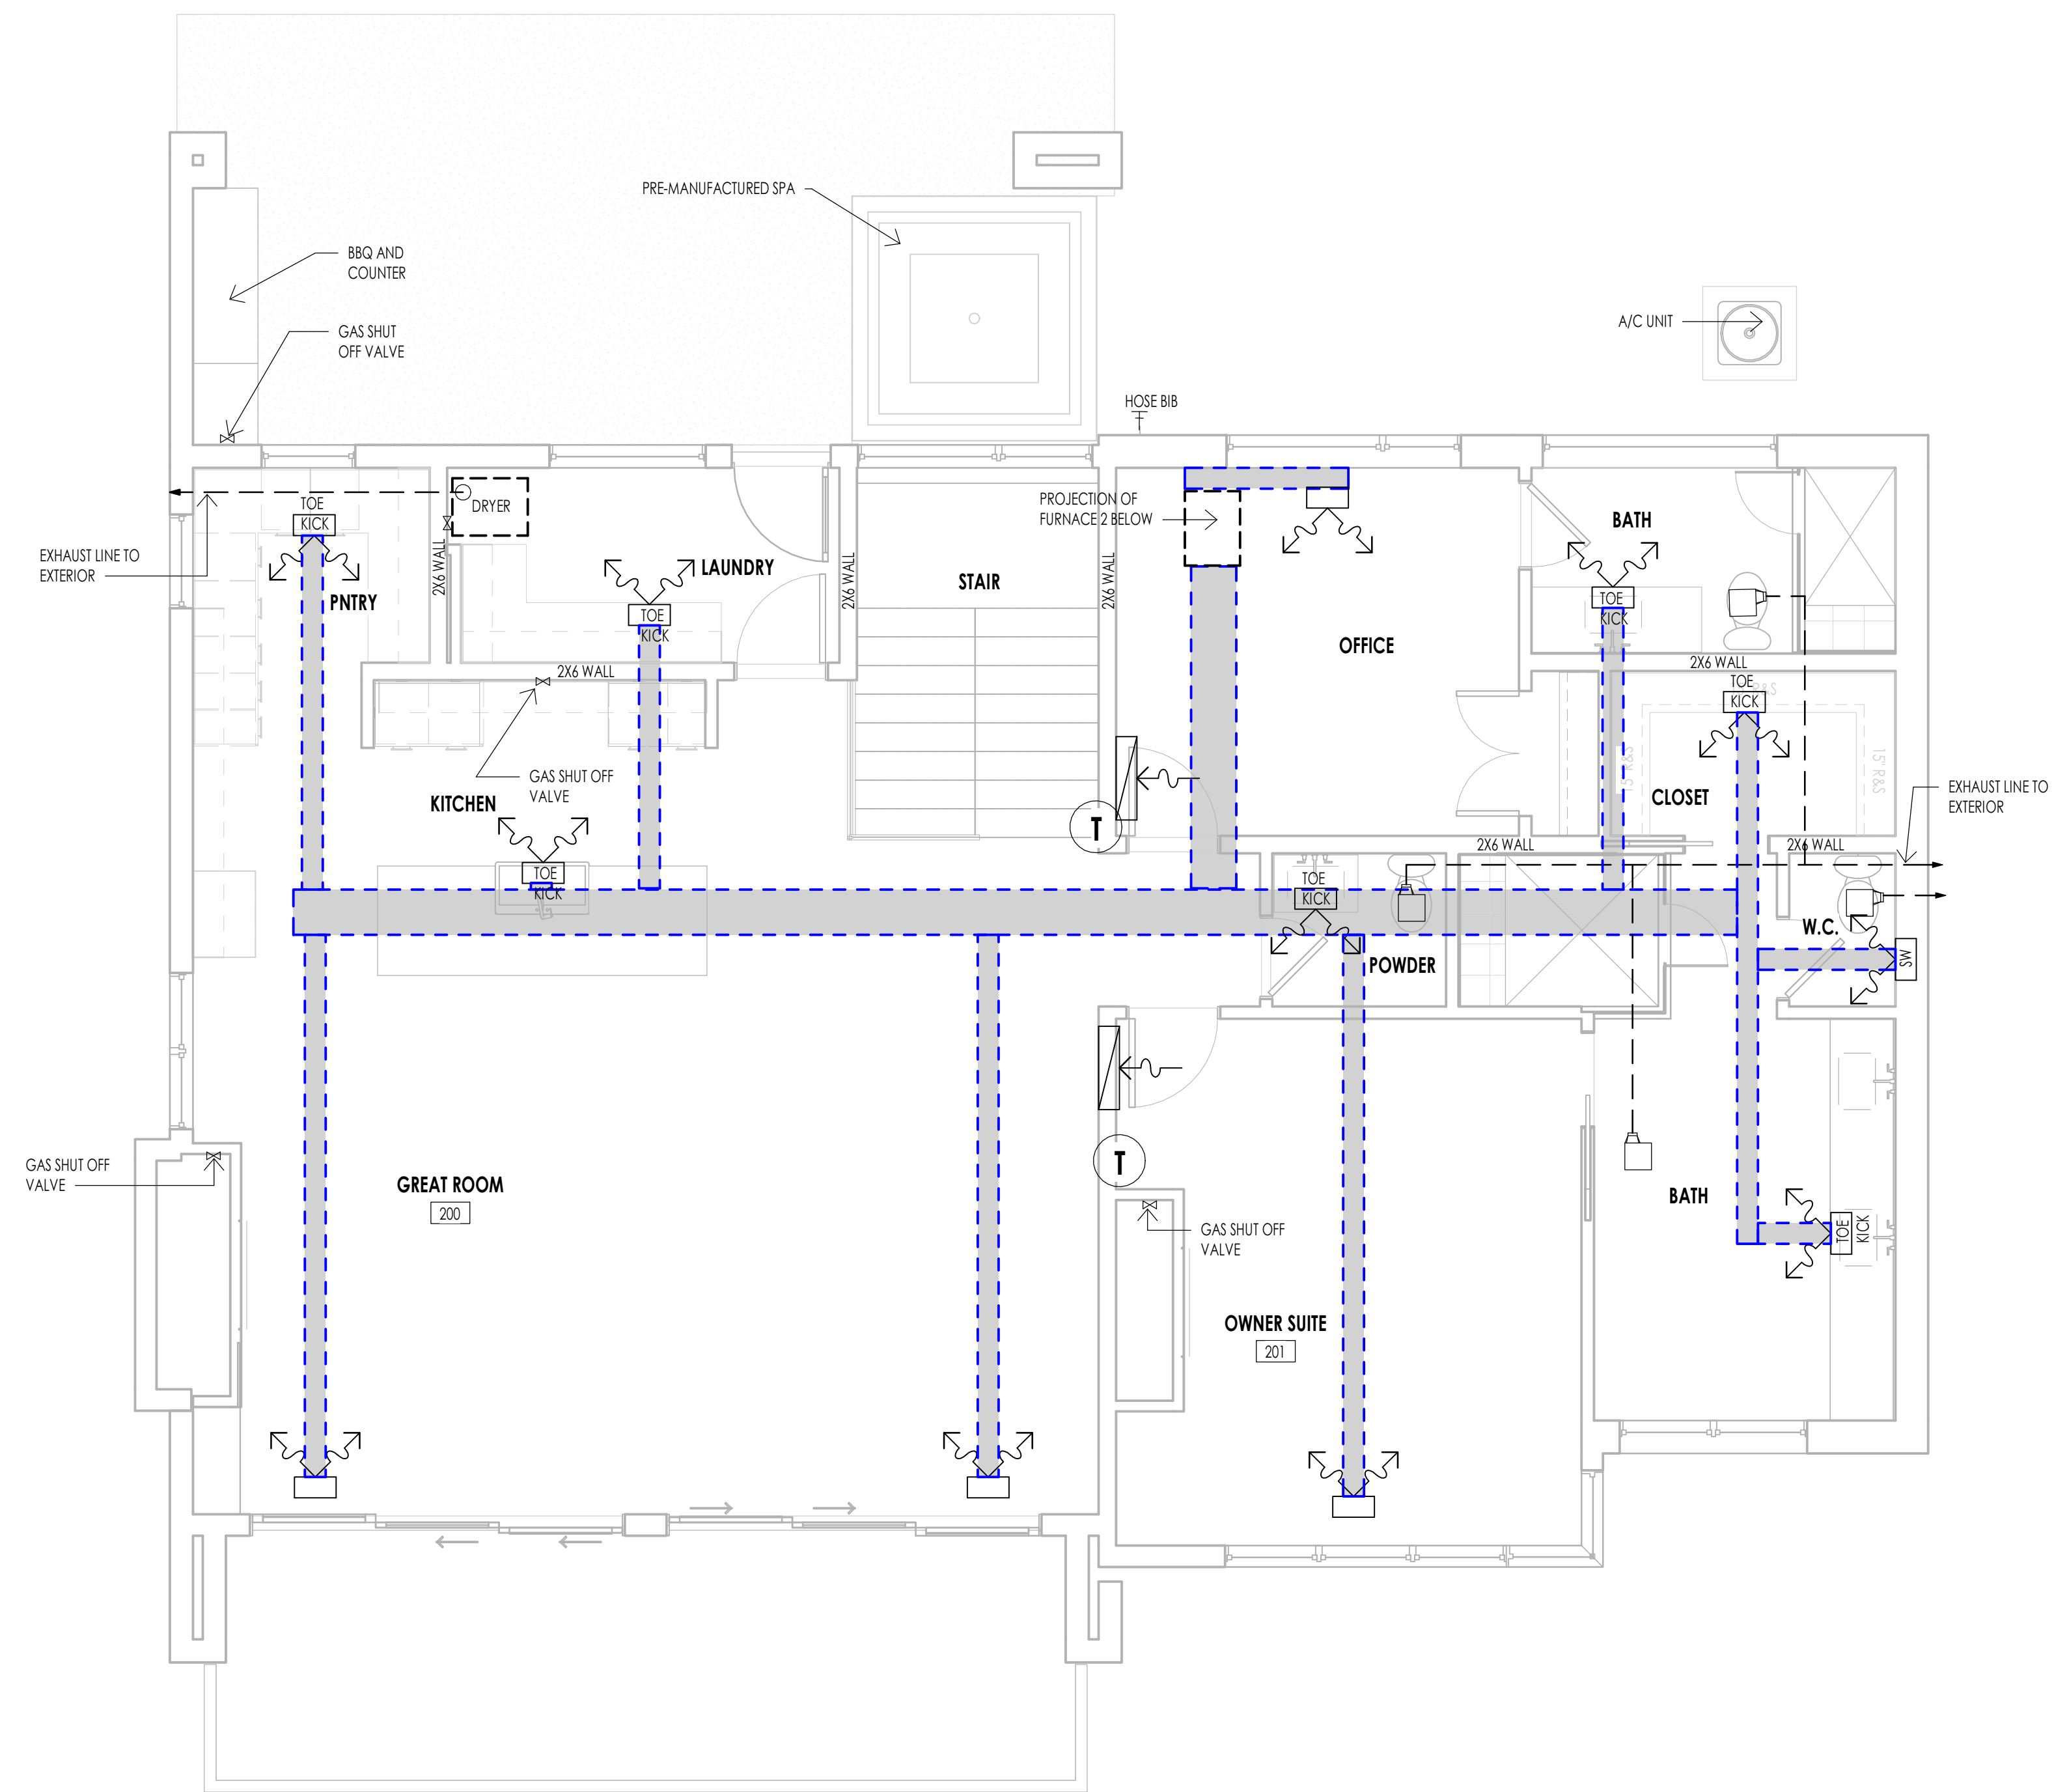 PRE-MANUFACTURED SPA
BBQ AND
COUNTER
GAS SHUT
OFF VALVE
A/C UNIT
HOSE BIB
EXHAUST LINE TO
EXTERIOR
TOE
KICK
PNTRY
DRYER
2X6 WALL
LAUNDRY
TOE
KICK
2X6 WALL
STAIR
2X6 WALL
PROJECTION OF
FURNACE 2 BELOW
OFFICE
BATH
TOE
KICK
2X6 WALL
TOE
KICK
R&S
15" R&S
CLOSET
2X6 WALL
GAS SHUT OFF
VALVE
KITCHEN
TOE
KICK
T
2X6 WALL
2X6 WALL
EXHAUST LINE TO
EXTERIOR
TOE
KICK
POWDER
W.C.
SW
GAS SHUT OFF
VALVE
GREAT ROOM
200
T
GAS SHUT OFF
VALVE
OWNER SUITE
201
BATH
TOE
KICK